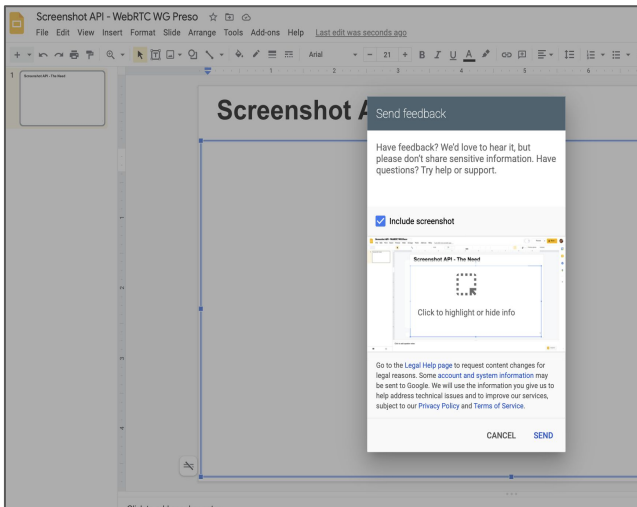 Screenshot API - WebRTC WG Preso
File Edit View Insert Format Slide Arrange Tools Add-ons Help Last edit was seconds ago
Arial 21 B I U A
1 2 3 4 5 6
1
Screenshot API - The Need
Screenshot A
Send feedback
Have feedback? We'd love to hear it, but
please don't share sensitive information. Have
questions? Try help or support.
Include screenshot
Screenshot API - The Need
Click to highlight or hide info
Go to the Legal Help page to request content changes for
legal reasons. Some account and system information may
be sent to Google. We will use the information you give us to
help address technical issues and to improve our services,
subject to our Privacy Policy and Terms of Service.
CANCEL SEND
1
2
3
4